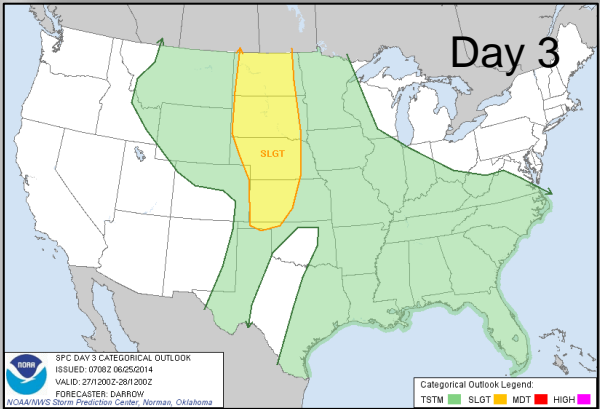 Day 3
SLGT
SPC DAY 3 CATEGORICAL OUTLOOK
ISSUED: 0708Z 06/25/2014
VALID: 27/1200Z-28/1200Z
FORECASTER: DARROW
NOAA/NWS Storm Prediction Center, Norman, Oklahoma
NOAA
Categorical Outlook Legend:
TSTM SLGT MDT HIGH